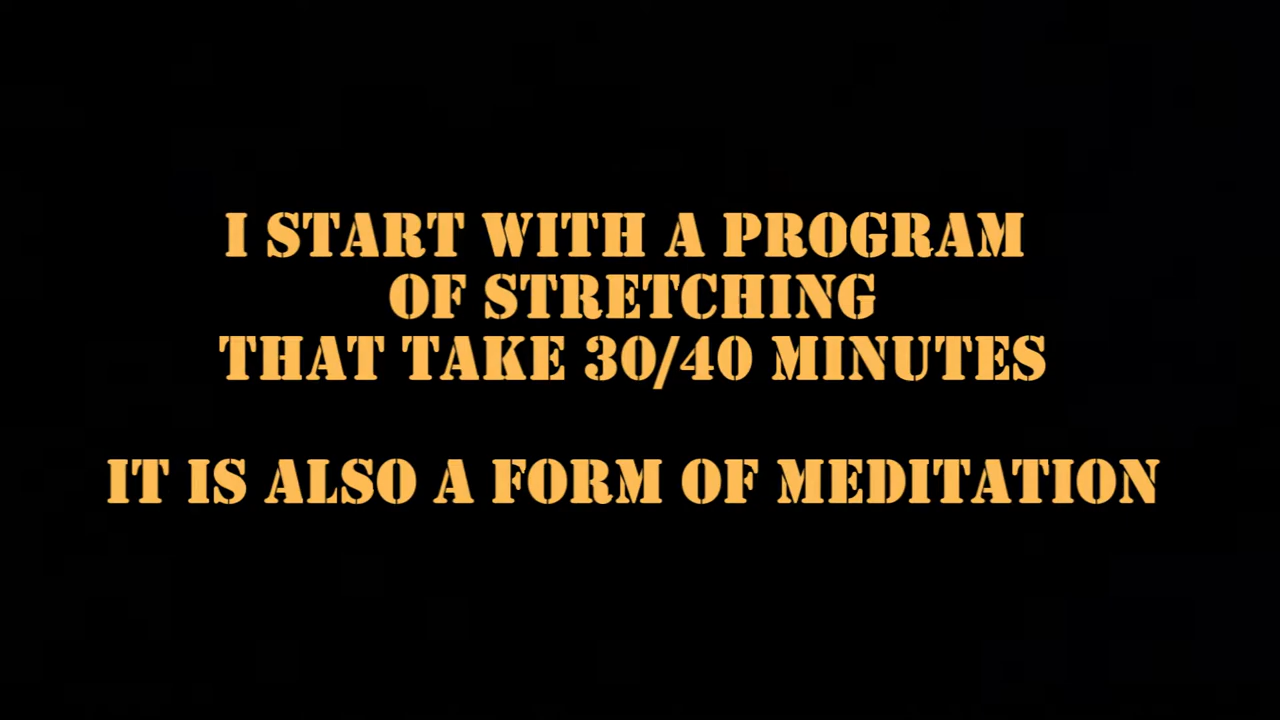 I START WITH A PROGRAM
OF STRETCHING
THAT TAKE 30/40 MINUTES
IT IS ALSO A FORM OF MEDITATION